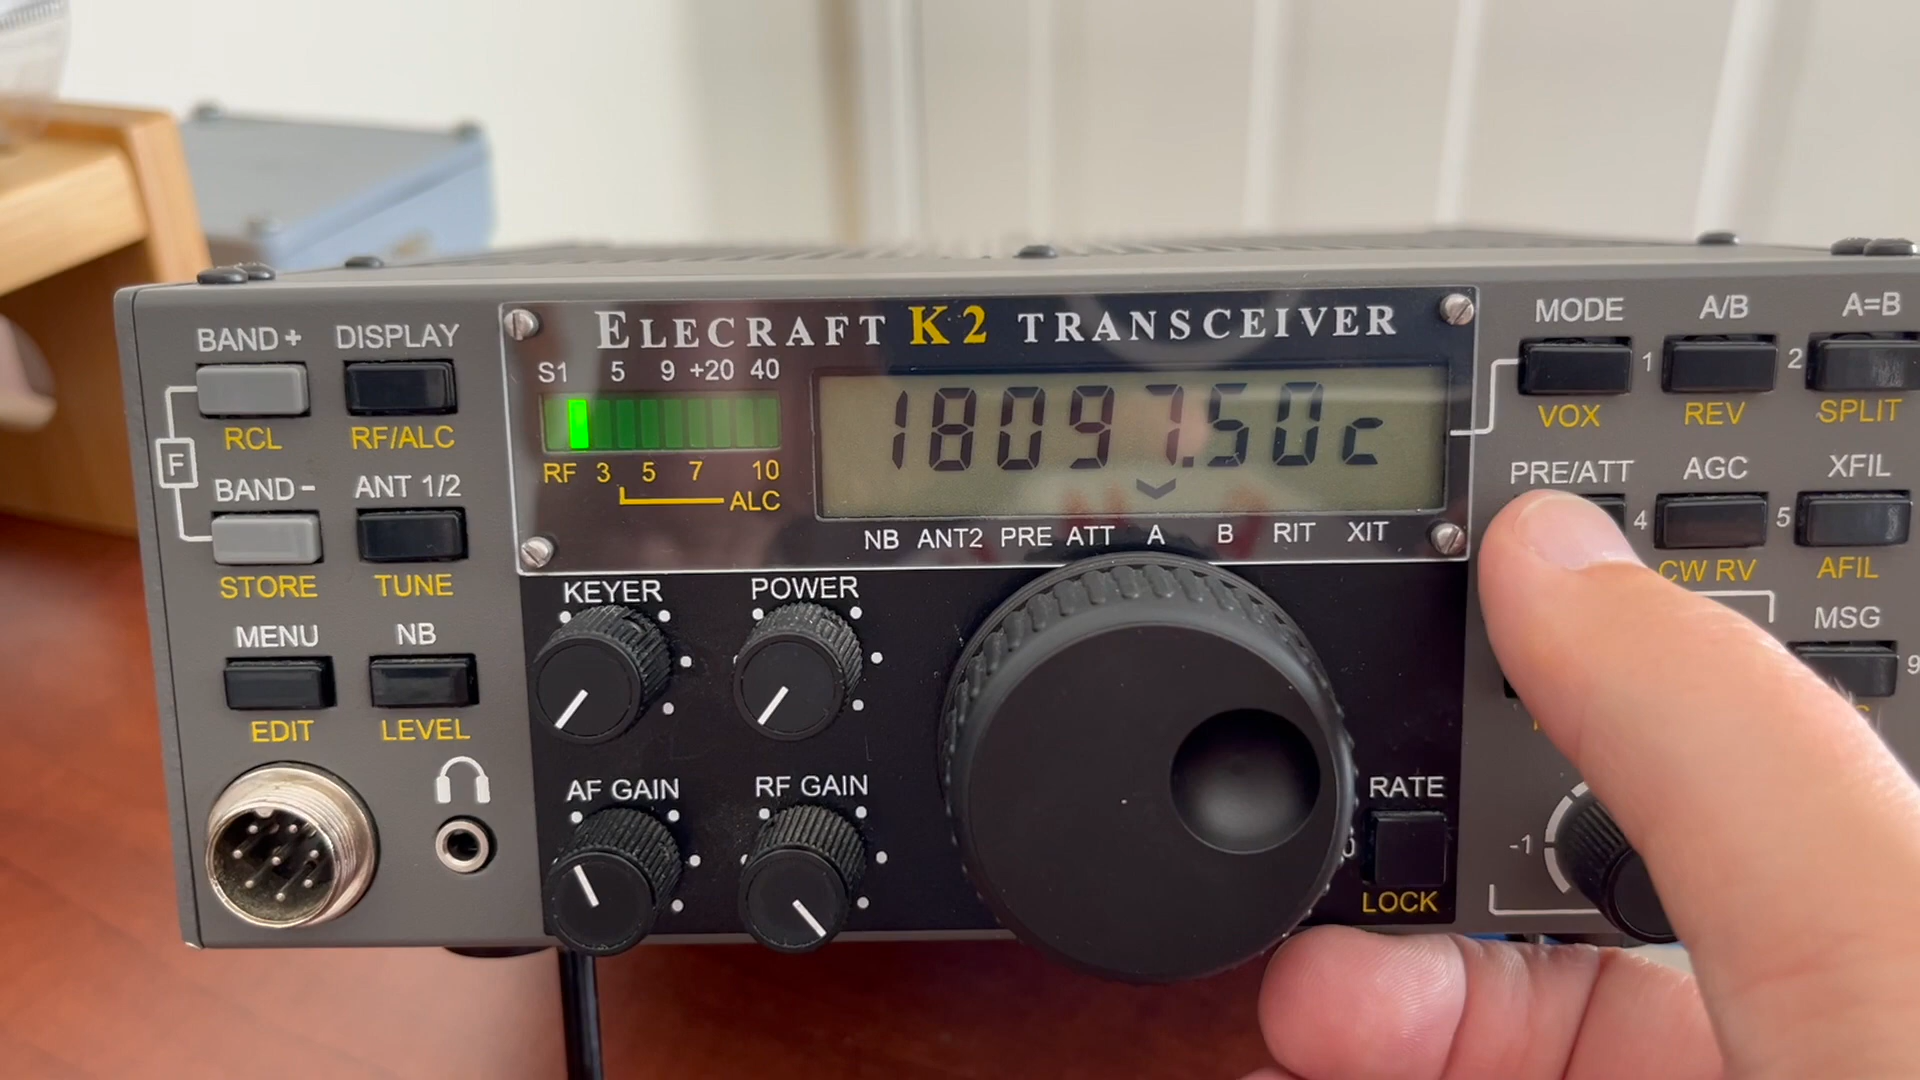 ELECRAFT K2 TRANSCEIVER
BAND + DISPLAY
RCL RF/ALC
F
BAND - ANT 1/2
STORE TUNE
MENU NB
EDIT LEVEL
S1 5 9 +20 40
RF 3 5 7 10
ALC
18097.50c
NB ANT2 PRE ATT A B RIT XIT
KEYER POWER
AF GAIN RF GAIN
RATE
LOCK
MODE A/B A=B
1 2
VOX REV SPLIT
PRE/ATT AGC XFIL
4 5
CW RV AFIL
MSG
9
-1